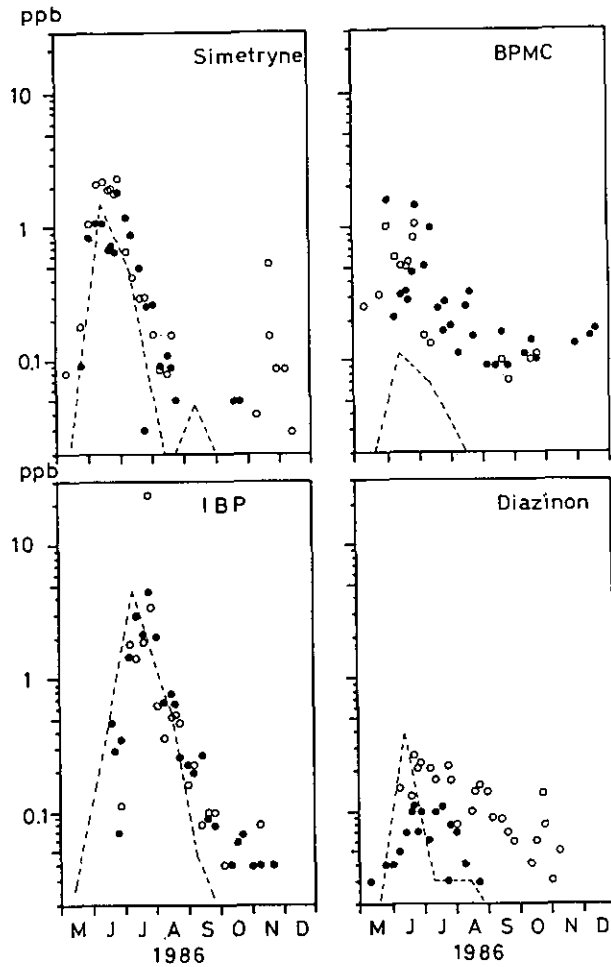 ppb
Simetryne
BPMC
10
1
0.1
ppb
IBP
Diazinon
10
1
0.1
M J J A S O N D
1986
M J J A S O N D
1986